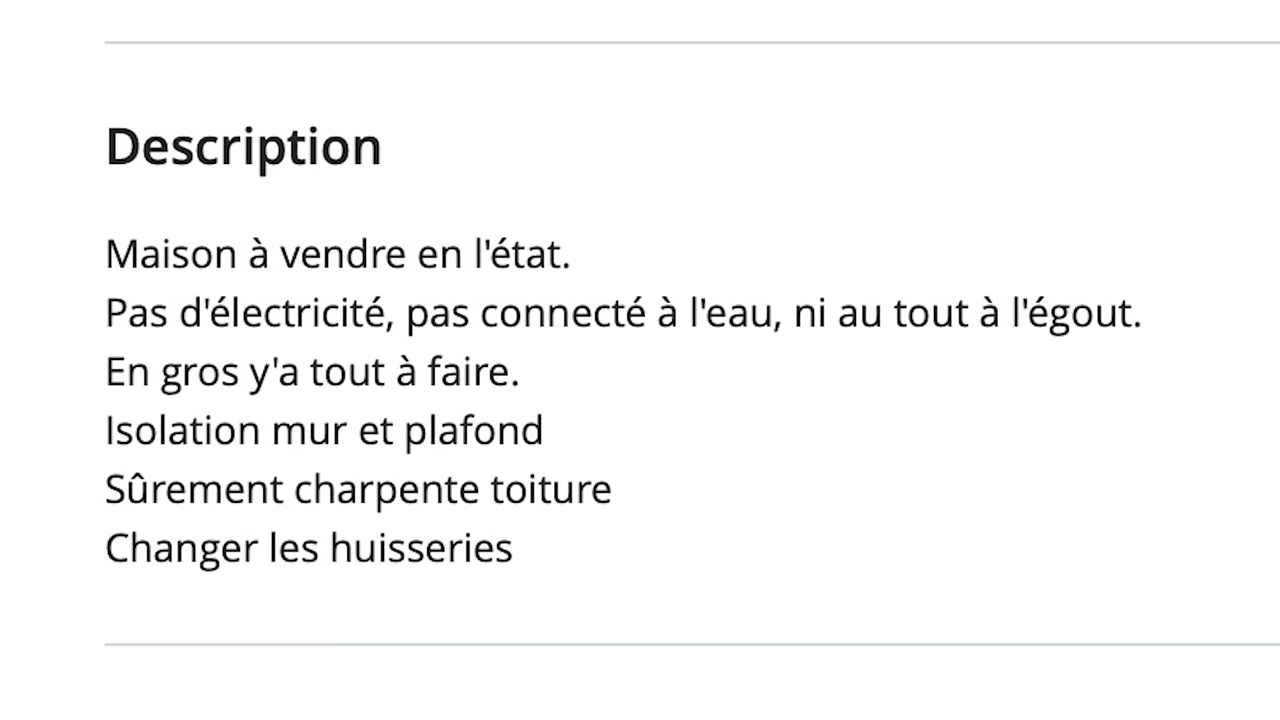 Description
Maison à vendre en l'état.
Pas d'électricité, pas connecté à l'eau, ni au tout à l'égout.
En gros y'a tout à faire.
Isolation mur et plafond
Sûrement charpente toiture
Changer les huisseries